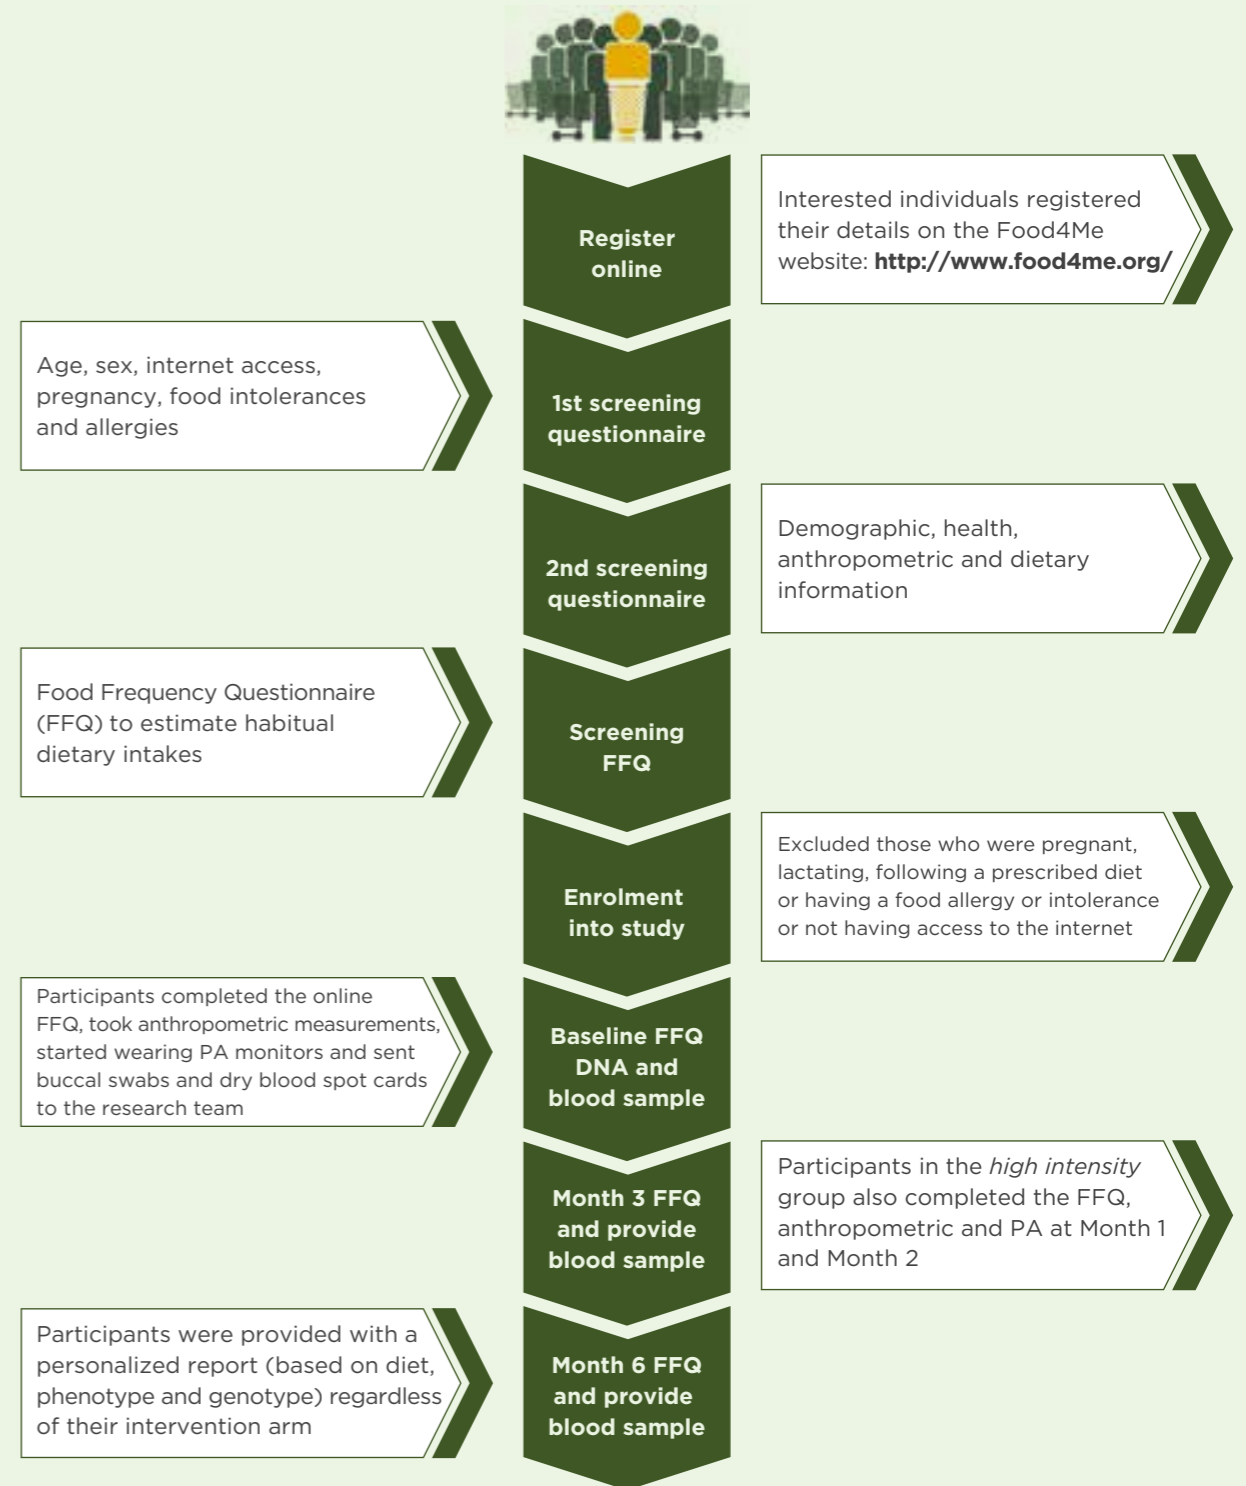 Register
online
Interested individuals registered
their details on the Food4Me
website: http://www.food4me.org/
Age, sex, internet access,
pregnancy, food intolerances
and allergies
1st screening
questionnaire
2nd screening
questionnaire
Demographic, health,
anthropometric and dietary
information
Food Frequency Questionnaire
(FFQ) to estimate habitual
dietary intakes
Screening
FFQ
Enrolment
into study
Excluded those who were pregnant,
lactating, following a prescribed diet
or having a food allergy or intolerance
or not having access to the internet
Participants completed the online
FFQ, took anthropometric measurements,
started wearing PA monitors and sent
buccal swabs and dry blood spot cards
to the research team
Baseline FFQ
DNA and
blood sample
Month 3 FFQ
and provide
blood sample
Participants in the high intensity
group also completed the FFQ,
anthropometric and PA at Month 1
and Month 2
Participants were provided with a
personalized report (based on diet,
phenotype and genotype) regardless
of their intervention arm
Month 6 FFQ
and provide
blood sample